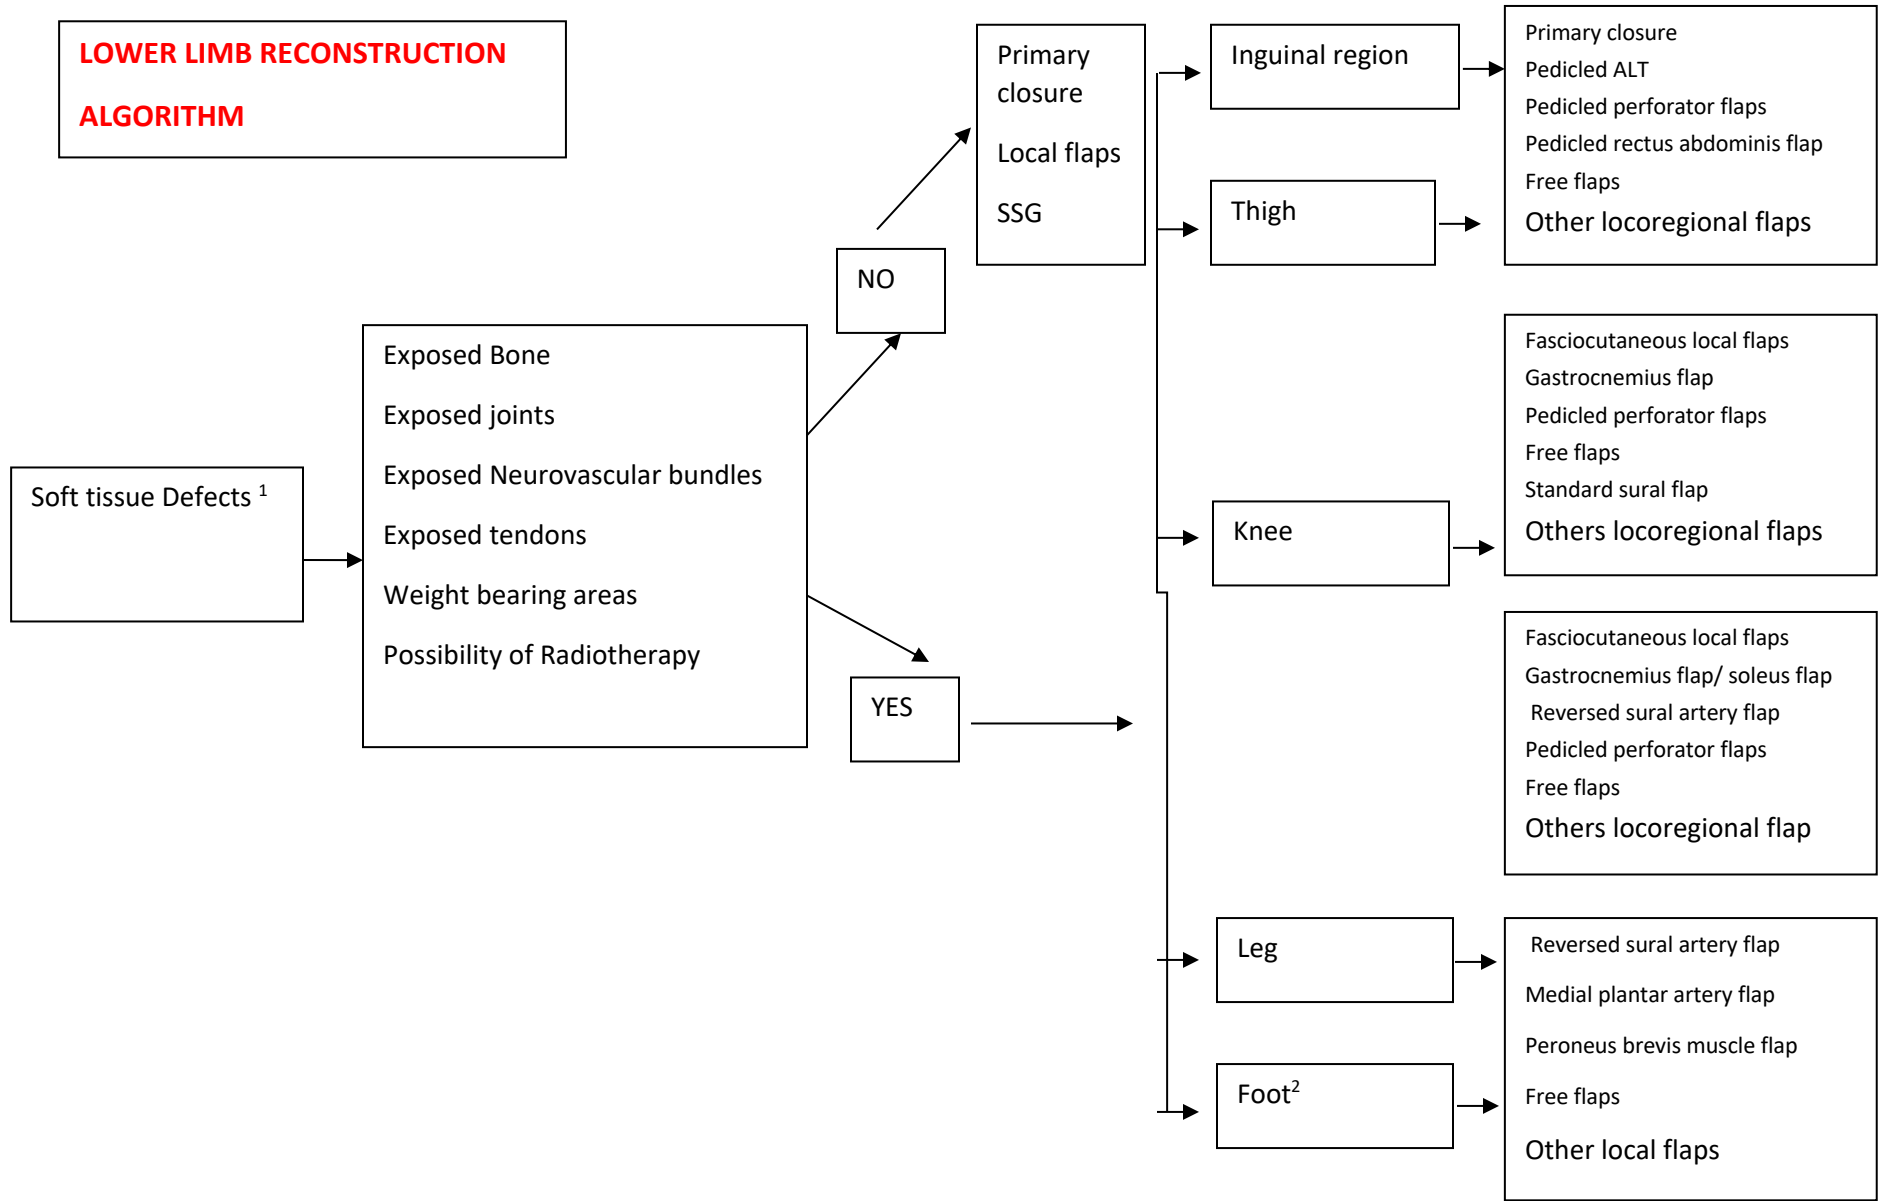 LOWER LIMB RECONSTRUCTION
ALGORITHM
Soft tissue Defects 1
Exposed Bone
Exposed joints
Exposed Neurovascular bundles
Exposed tendons
Weight bearing areas
Possibility of Radiotherapy
NO
YES
Primary
closure
Local flaps
SSG
Inguinal region
Thigh
Knee
Leg
Foot2
Primary closure
Pedicled ALT
Pedicled perforator flaps
Pedicled rectus abdominis flap
Free flaps
Other locoregional flaps
Fasciocutaneous local flaps
Gastrocnemius flap
Pedicled perforator flaps
Free flaps
Standard sural flap
Others locoregional flaps
Fasciocutaneous local flaps
Gastrocnemius flap/ soleus flap
Reversed sural artery flap
Pedicled perforator flaps
Free flaps
Others locoregional flap
Reversed sural artery flap
Medial plantar artery flap
Peroneus brevis muscle flap
Free flaps
Other local flaps